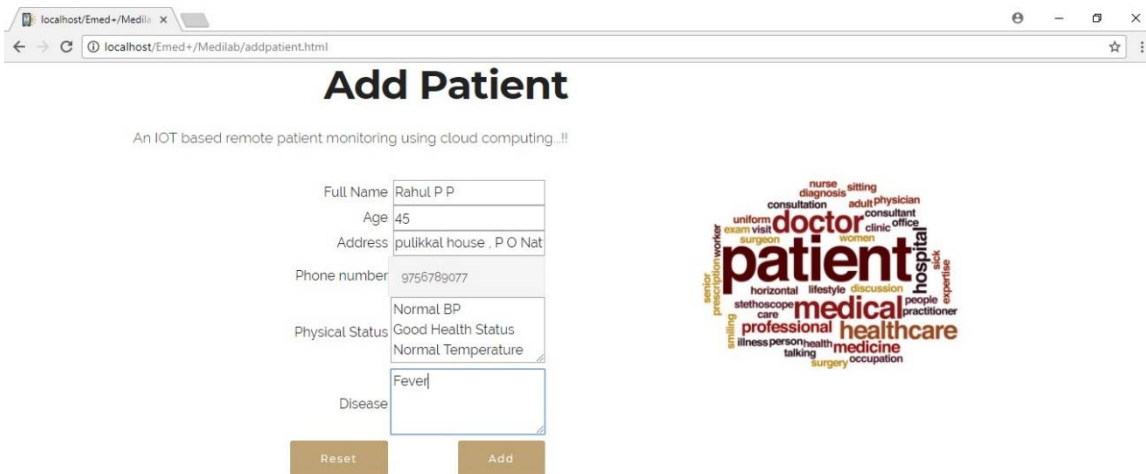 localhost/Emed+/Medila
localhost/Emed+/Medilab/addpatient.html
Add Patient
An IOT based remote patient monitoring using cloud computing...!!
Full Name Rahul P P
Age 45
Address pulikkal house , P O Nat
Phone number 9756789077
Physical Status
Normal BP
Good Health Status
Normal Temperature
Disease
Fever
Reset Add
nurse sitting
diagnosis
consultation adult physician
uniform doctor consultant
exam visit clinic office
surgeon women
worker
patient
hospital
sick
senior
prescription
expertise
horizontal lifestyle discussion
stethoscope medical people
care practitioner
smiling
professional healthcare
illness person health medicine
talking
surgery occupation